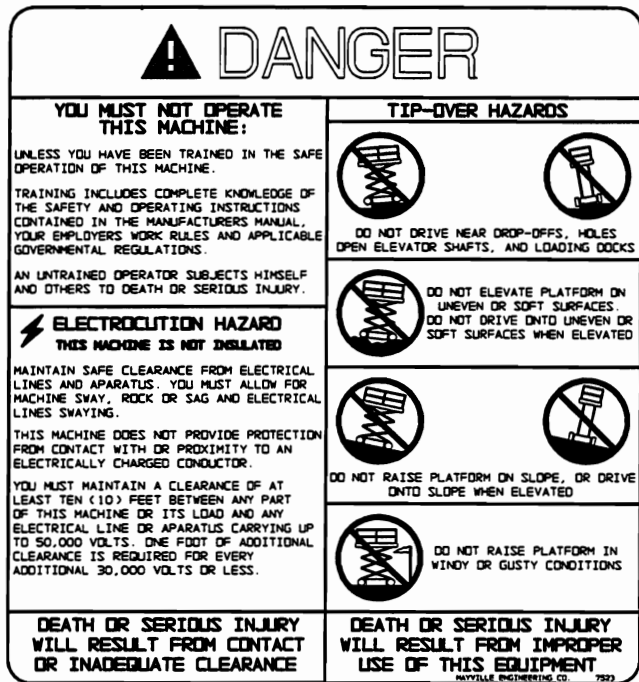 DANGER
YOU MUST NOT OPERATE
THIS MACHINE:
UNLESS YOU HAVE BEEN TRAINED IN THE SAFE
OPERATION OF THIS MACHINE.
TRAINING INCLUDES COMPLETE KNOWLEDGE OF
THE SAFETY AND OPERATING INSTRUCTIONS
CONTAINED IN THE MANUFACTURERS MANUAL,
YOUR EMPLOYERS WORK RULES AND APPLICABLE
GOVERNMENTAL REGULATIONS.
AN UNTRAINED OPERATOR SUBJECTS HIMSELF
AND OTHERS TO DEATH OR SERIOUS INJURY.
ELECTROCUTION HAZARD
THIS MACHINE IS NOT INSULATED
MAINTAIN SAFE CLEARANCE FROM ELECTRICAL
LINES AND APARATUS. YOU MUST ALLOW FOR
MACHINE SWAY, ROCK OR SAG AND ELECTRICAL
LINES SWAYING.
THIS MACHINE DOES NOT PROVIDE PROTECTION
FROM CONTACT WITH OR PROXIMITY TO AN
ELECTRICALLY CHARGED CONDUCTOR.
YOU MUST MAINTAIN A CLEARANCE OF AT
LEAST TEN (10) FEET BETWEEN ANY PART
OF THIS MACHINE OR ITS LOAD AND ANY
ELECTRICAL LINE OR APARATUS CARRYING UP
TO 50,000 VOLTS. ONE FOOT OF ADDITIONAL
CLEARANCE IS REQUIRED FOR EVERY
ADDITIONAL 30,000 VOLTS OR LESS.
DEATH OR SERIOUS INJURY
WILL RESULT FROM CONTACT
OR INADEQUATE CLEARANCE
TIP-OVER HAZARDS
DO NOT DRIVE NEAR DROP-OFFS, HOLES
OPEN ELEVATOR SHAFTS, AND LOADING DOCKS
DO NOT ELEVATE PLATFORM ON
UNEVEN OR SOFT SURFACES.
DO NOT DRIVE ONTO UNEVEN OR
SOFT SURFACES WHEN ELEVATED
DO NOT RAISE PLATFORM ON SLOPE, OR DRIVE
ONTO SLOPE WHEN ELEVATED
DO NOT RAISE PLATFORM IN
WINDY OR GUSTY CONDITIONS
DEATH OR SERIOUS INJURY
WILL RESULT FROM IMPROPER
USE OF THIS EQUIPMENT
MAYVILLE ENGINEERING CO. 7523